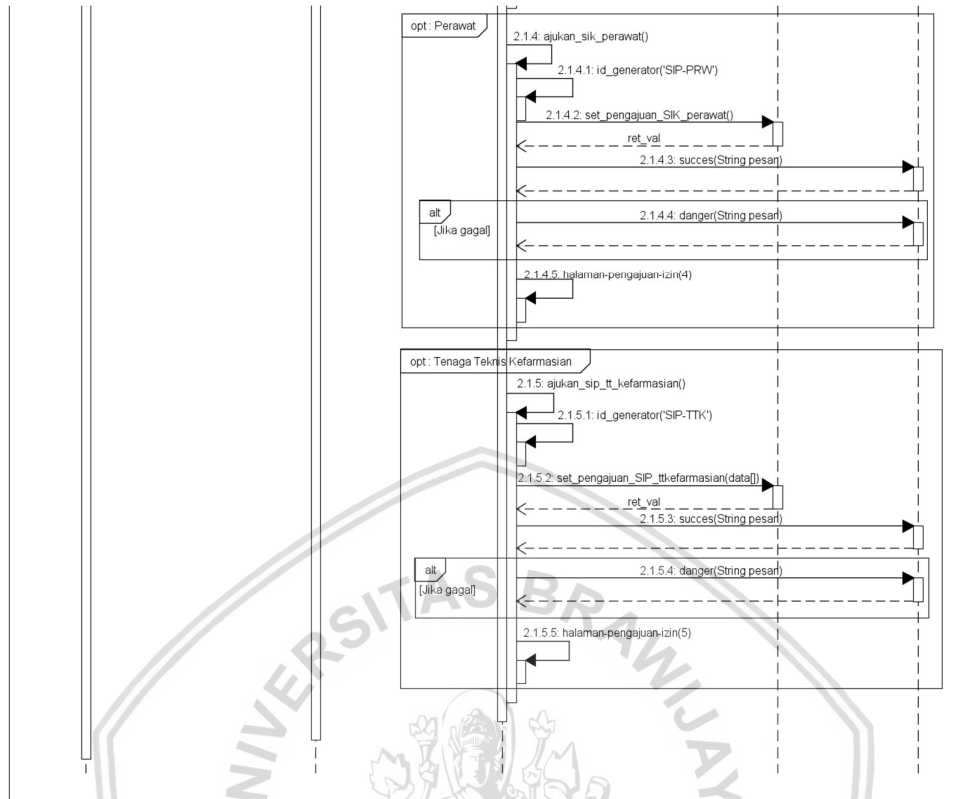 opt : Perawat
2.1.4: ajukan_sik_perawat()
2.1.4.1: id_generator('SIP-PRW')
2.1.4.2: set_pengajuan_SIK_perawat()
ret_val
2.1.4.3: succes(String pesan)
alt
2.1.4.4: danger(String pesan)
[Jika gagal]
2.1.4.5: halaman-pengajuan-izin(4)
opt : Tenaga Teknis Kefarmasian
2.1.5: ajukan_sip_tt_kefarmasian()
2.1.5.1: id_generator('SIP-TTK')
2.1.5.2: set_pengajuan_SIP_ttkefarmasian(data[])
ret_val
2.1.5.3: succes(String pesan)
alt
2.1.5.4: danger(String pesan)
[Jika gagal]
2.1.5.5: halaman-pengajuan-izin(5)
UNIVERSITAS BRAWIJAYA